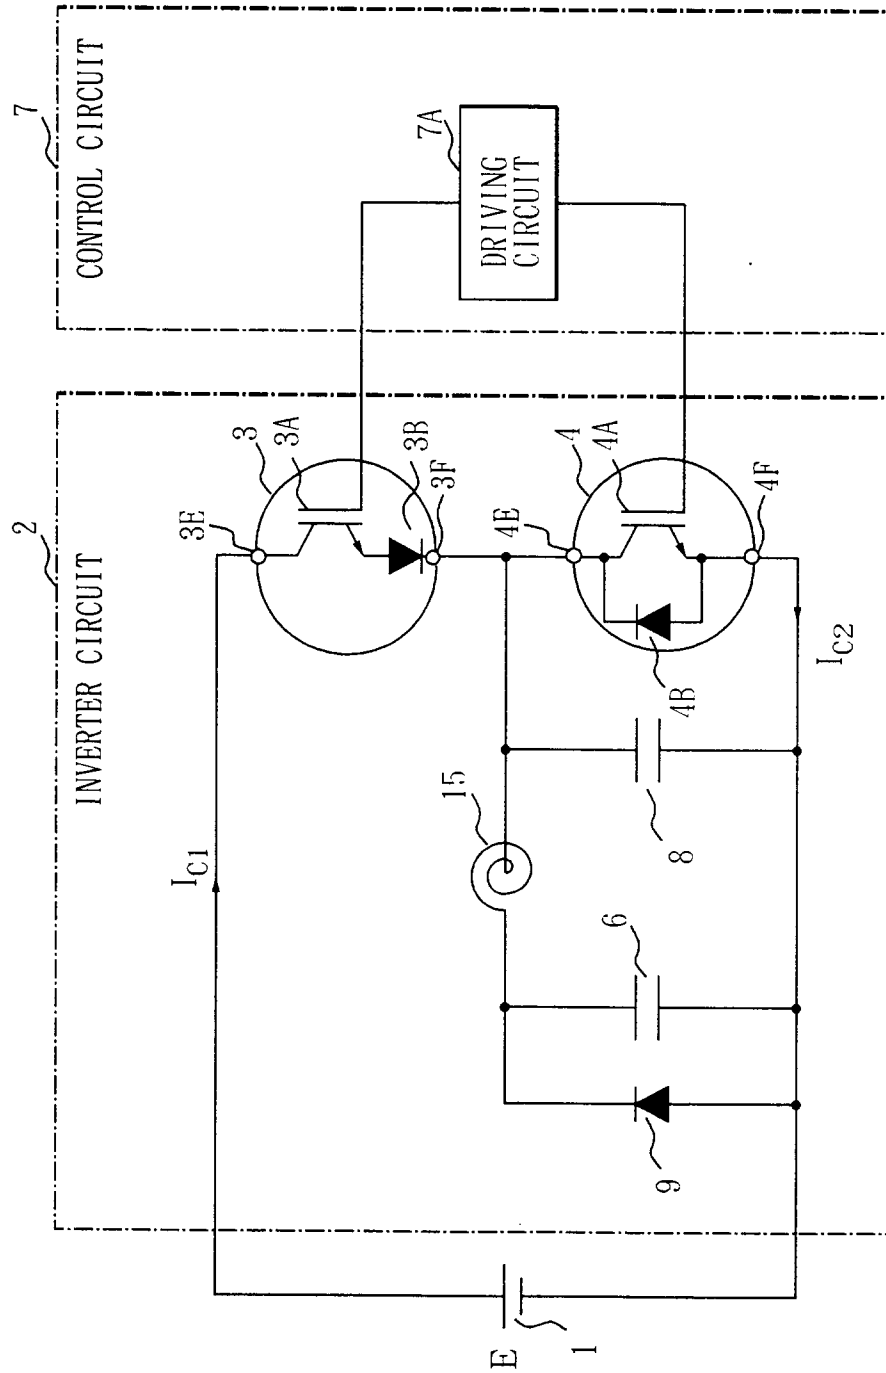 7
CONTROL CIRCUIT
7A
DRIVING
CIRCUIT
2
INVERTER CIRCUIT
3E
3
3A
3B
3F
4E
4
4A
4F
4B
IC1
IC2
15
8
6
9
E
1